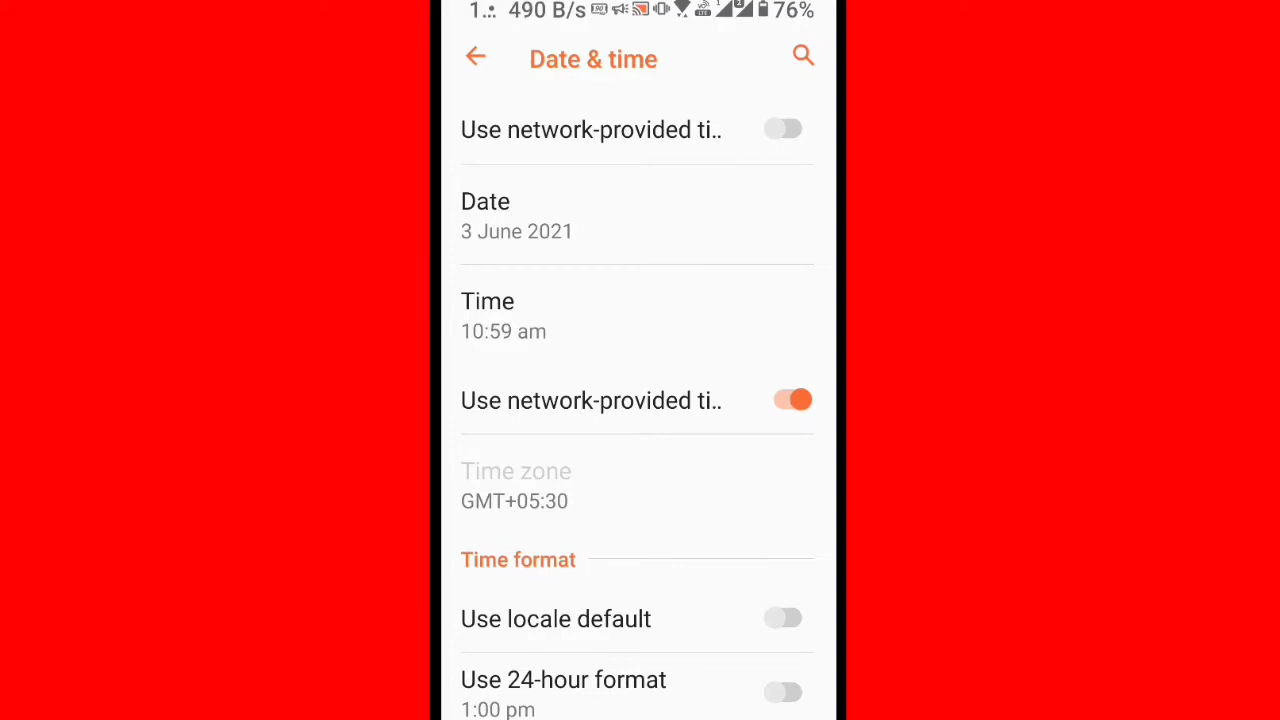 1... 490 B/s 76%
Date & time
Use network-provided ti..
Date
3 June 2021
Time
10:59 am
Use network-provided ti..
Time zone
GMT+05:30
Time format
Use locale default
Use 24-hour format
1:00 pm